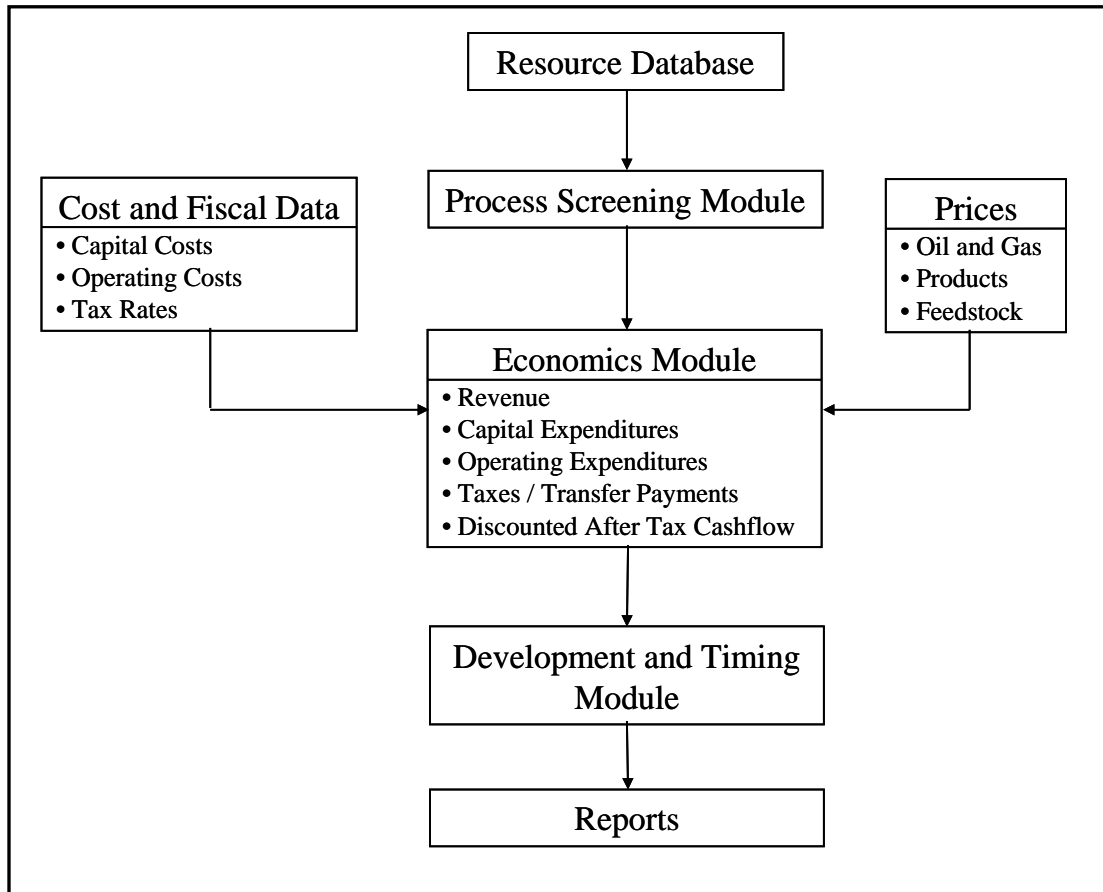 Resource Database
Process Screening Module
Cost and Fiscal Data
• Capital Costs
• Operating Costs
• Tax Rates
Prices
• Oil and Gas
• Products
• Feedstock
Economics Module
• Revenue
• Capital Expenditures
• Operating Expenditures
• Taxes / Transfer Payments
• Discounted After Tax Cashflow
Development and Timing
Module
Reports